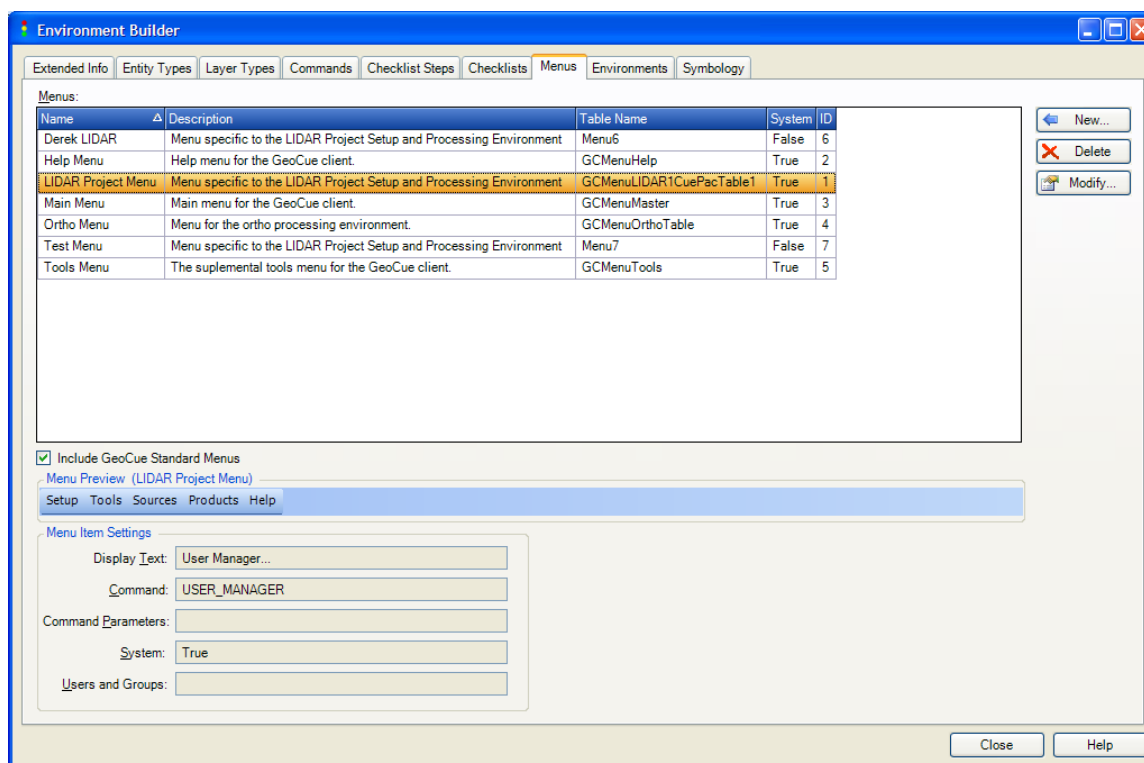 Environment Builder
Extended Info Entity Types Layer Types Commands Checklist Steps Checklists Menus Environments Symbology
Menus:
Name Description Table Name System ID
Derek LIDAR Menu specific to the LIDAR Project Setup and Processing Environment Menu6 False 6
Help Menu Help menu for the GeoCue client. GCMenuHelp True 2
LIDAR Project Menu Menu specific to the LIDAR Project Setup and Processing Environment GCMenuLIDAR1CuePacTable1 True 1
Main Menu Main menu for the GeoCue client. GCMenuMaster True 3
Ortho Menu Menu for the ortho processing environment. GCMenuOrthoTable True 4
Test Menu Menu specific to the LIDAR Project Setup and Processing Environment Menu7 False 7
Tools Menu The suplemental tools menu for the GeoCue client. GCMenuTools True 5
New...
Delete
Modify...
Include GeoCue Standard Menus
Menu Preview (LIDAR Project Menu)
Setup Tools Sources Products Help
Menu Item Settings
Display Text: User Manager...
Command: USER_MANAGER
Command Parameters:
System: True
Users and Groups:
Close Help